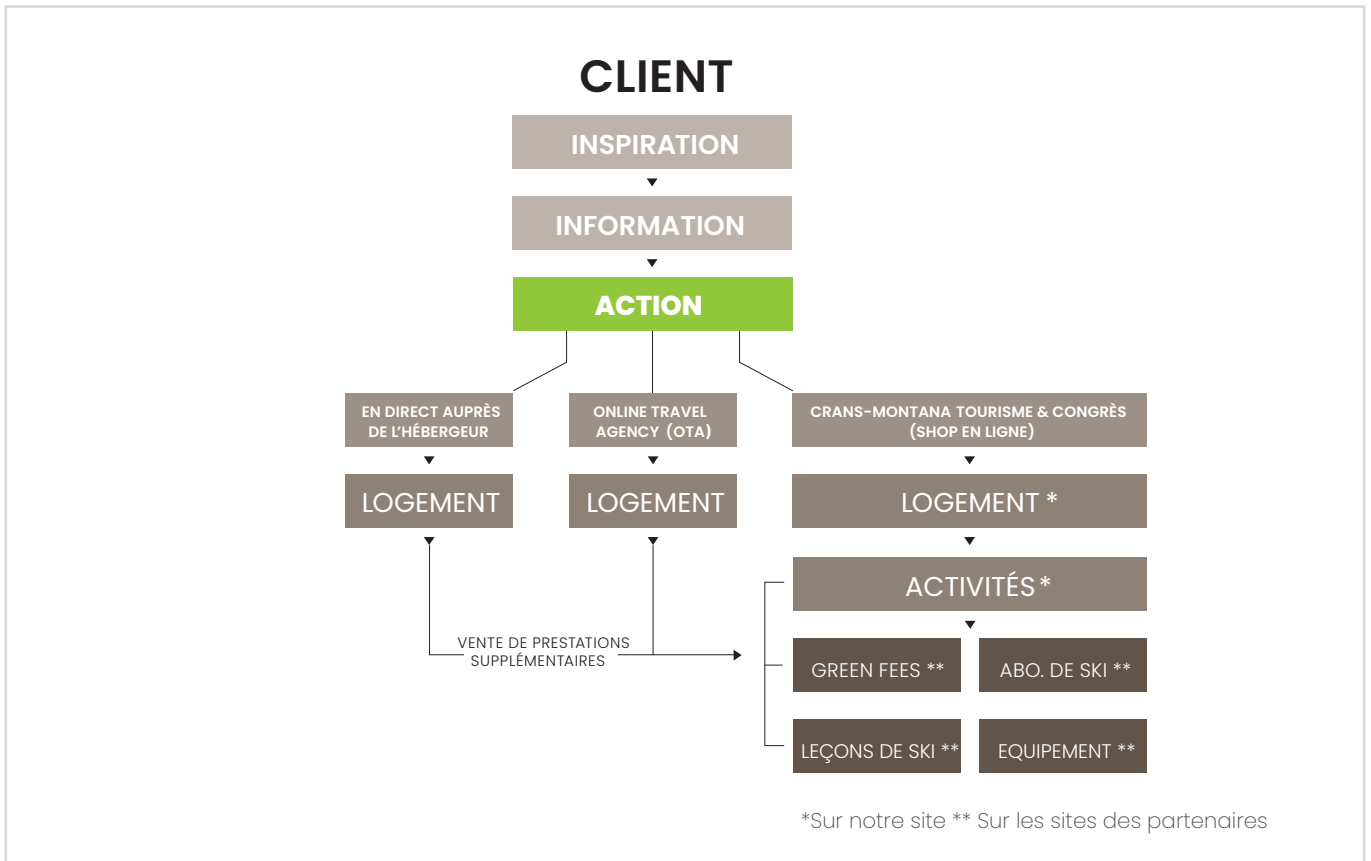 CLIENT
INSPIRATION
INFORMATION
ACTION
EN DIRECT AUPRÈS
DE L'HÉBERGEUR
ONLINE TRAVEL
AGENCY (OTA)
CRANS-MONTANA TOURISME & CONGRÈS
(SHOP EN LIGNE)
LOGEMENT
LOGEMENT
LOGEMENT *
ACTIVITÉS *
VENTE DE PRESTATIONS
SUPPLÉMENTAIRES
GREEN FEES **
ABO. DE SKI **
LEÇONS DE SKI **
EQUIPEMENT **
*Sur notre site ** Sur les sites des partenaires